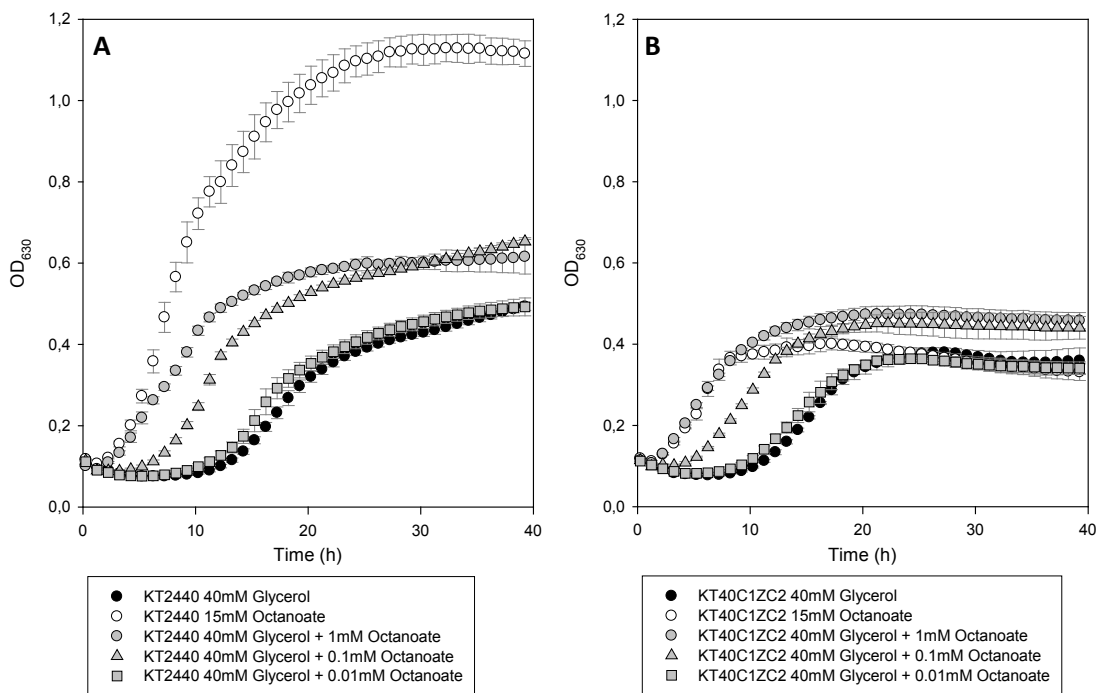 A
1,2
1,0
0,8
0,6
0,4
0,2
0,0
OD630
0 10 20 30 40
Time (h)
KT2440 40mM Glycerol
KT2440 15mM Octanoate
KT2440 40mM Glycerol + 1mM Octanoate
KT2440 40mM Glycerol + 0.1mM Octanoate
KT2440 40mM Glycerol + 0.01mM Octanoate
B
1,2
1,0
0,8
0,6
0,4
0,2
0,0
OD630
0 10 20 30 40
Time (h)
KT40C1ZC2 40mM Glycerol
KT40C1ZC2 15mM Octanoate
KT40C1ZC2 40mM Glycerol + 1mM Octanoate
KT40C1ZC2 40mM Glycerol + 0.1mM Octanoate
KT40C1ZC2 40mM Glycerol + 0.01mM Octanoate